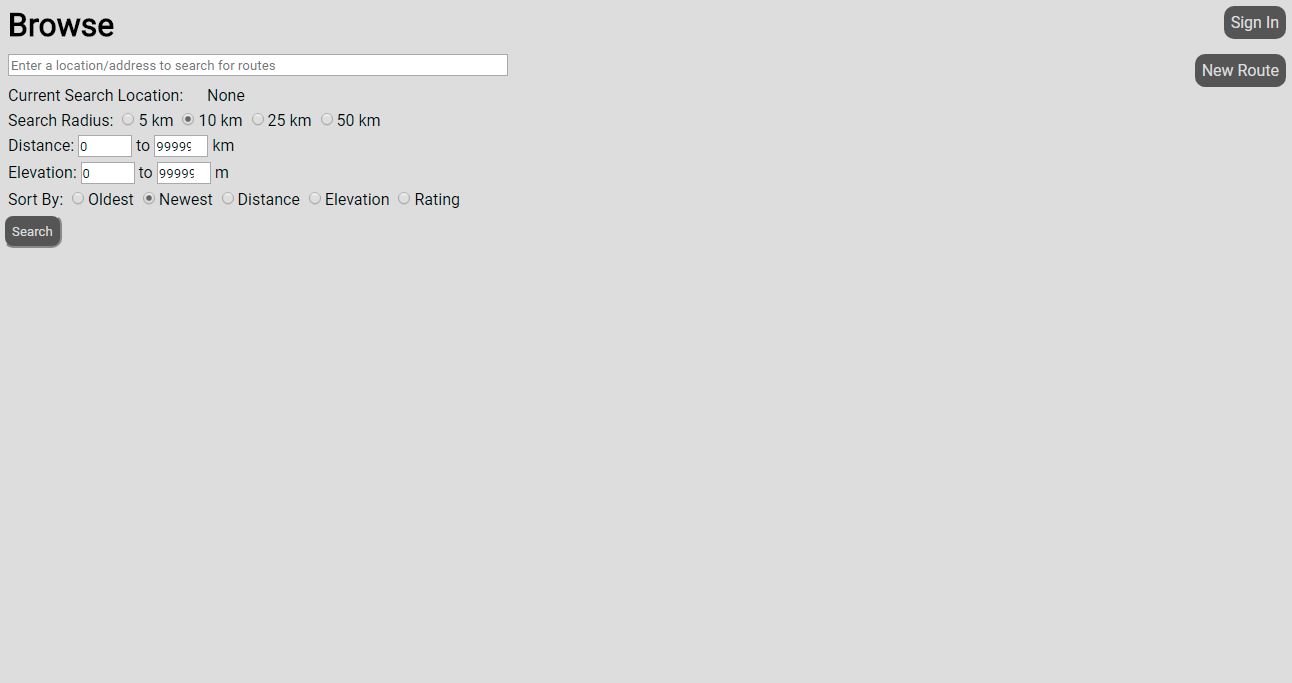 Browse
Sign In
Enter a location/address to search for routes
New Route
Current Search Location: None
Search Radius: 5 km 10 km 25 km 50 km
Distance: 0 to 99999 km
Elevation: 0 to 99999 m
Sort By: Oldest Newest Distance Elevation Rating
Search